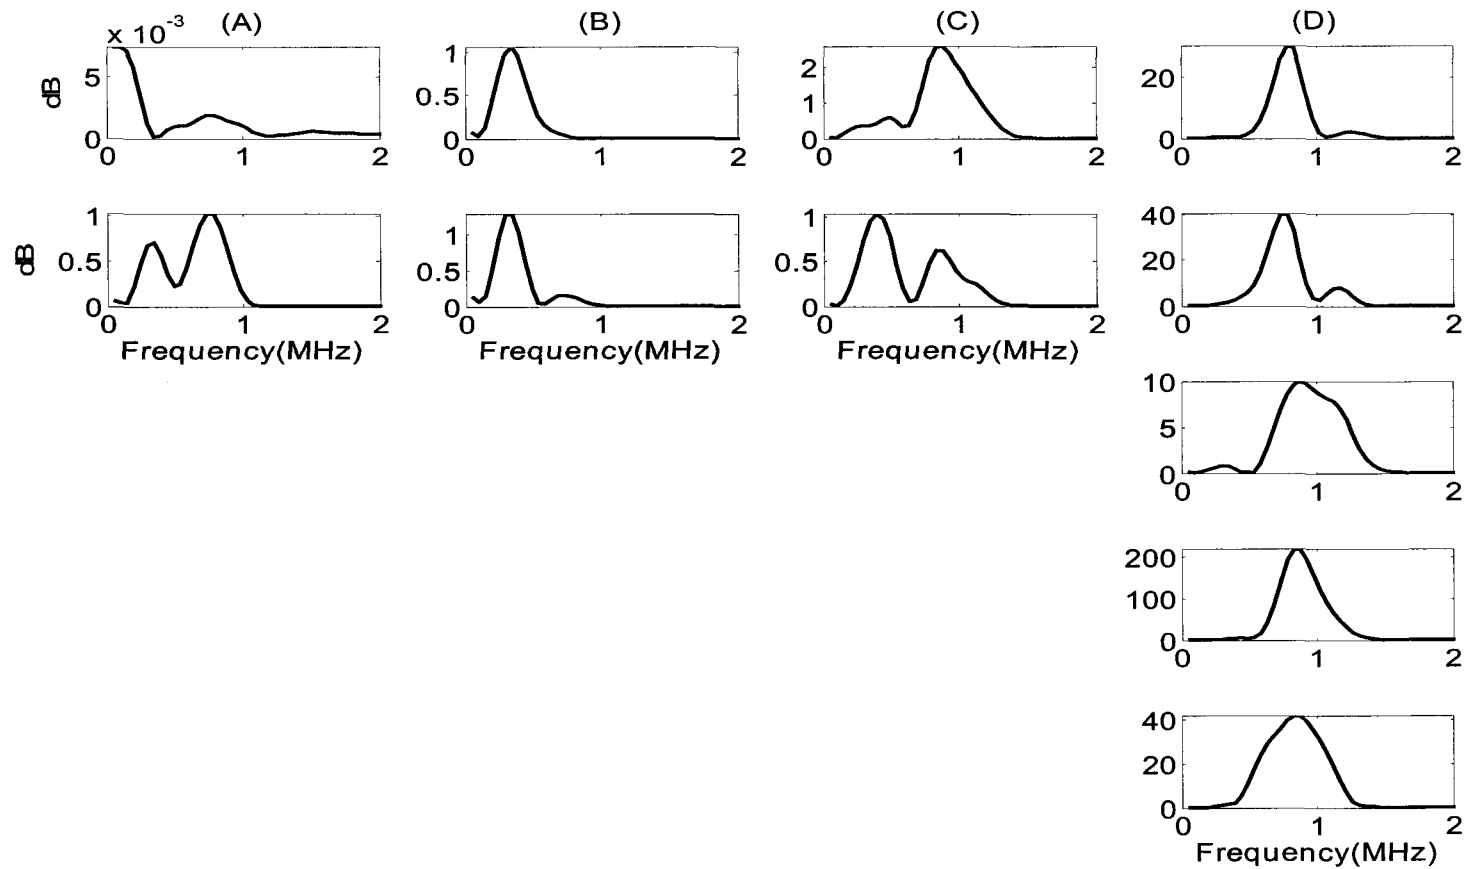 (A) (B) (C) (D)
x 10⁻³
dB 5 0 0 1 2
1 0.5 0 0 1 2
2 1 0 0 1 2
20 0 0 1 2
dB 1 0.5 0 0 1 2
1 0.5 0 0 1 2
1 0.5 0 0 1 2
40 20 0 0 1 2
Frequency(MHz) Frequency(MHz) Frequency(MHz)
10 5 0 0 1 2
200 100 0 0 1 2
40 20 0 0 1 2
Frequency(MHz)